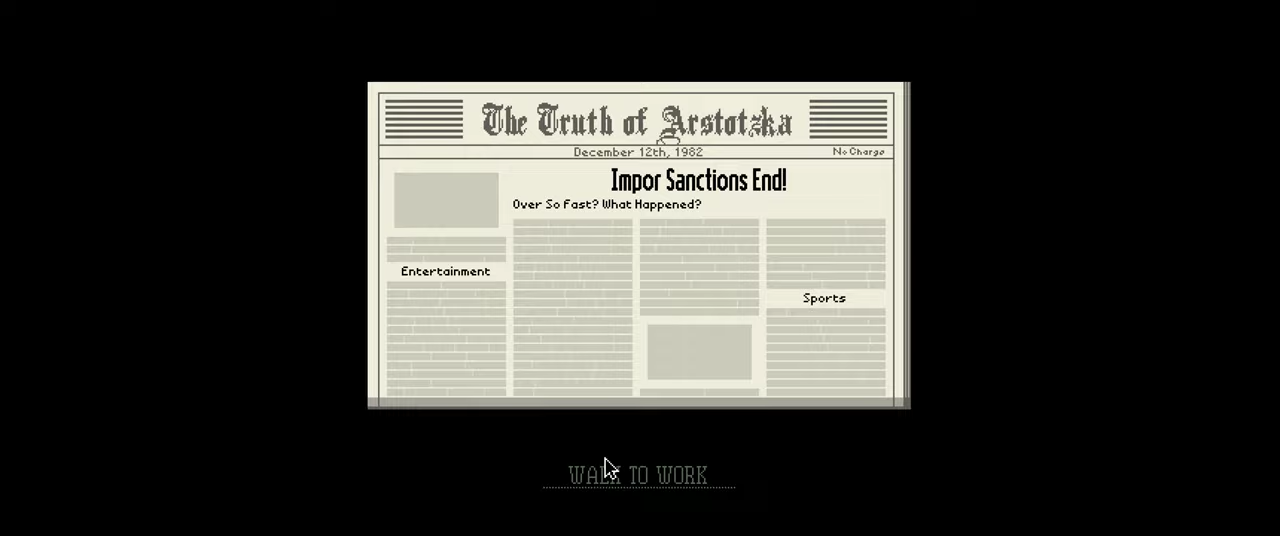 The Truth of Arstotzka
December 12th, 1982
No Charge
Impor Sanctions End!
Over So Fast? What Happened?
Entertainment
Sports
WALK TO WORK